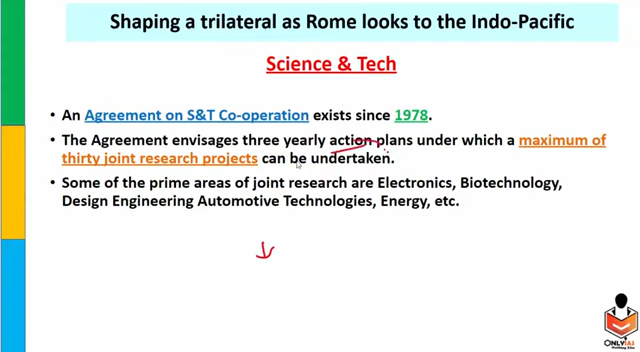 Shaping a trilateral as Rome looks to the Indo-Pacific
Science & Tech
• An Agreement on S&T Co-operation exists since 1978.
• The Agreement envisages three yearly action plans under which a maximum of
thirty joint research projects can be undertaken.
• Some of the prime areas of joint research are Electronics, Biotechnology,
Design Engineering Automotive Technologies, Energy, etc.
ONLYIAS